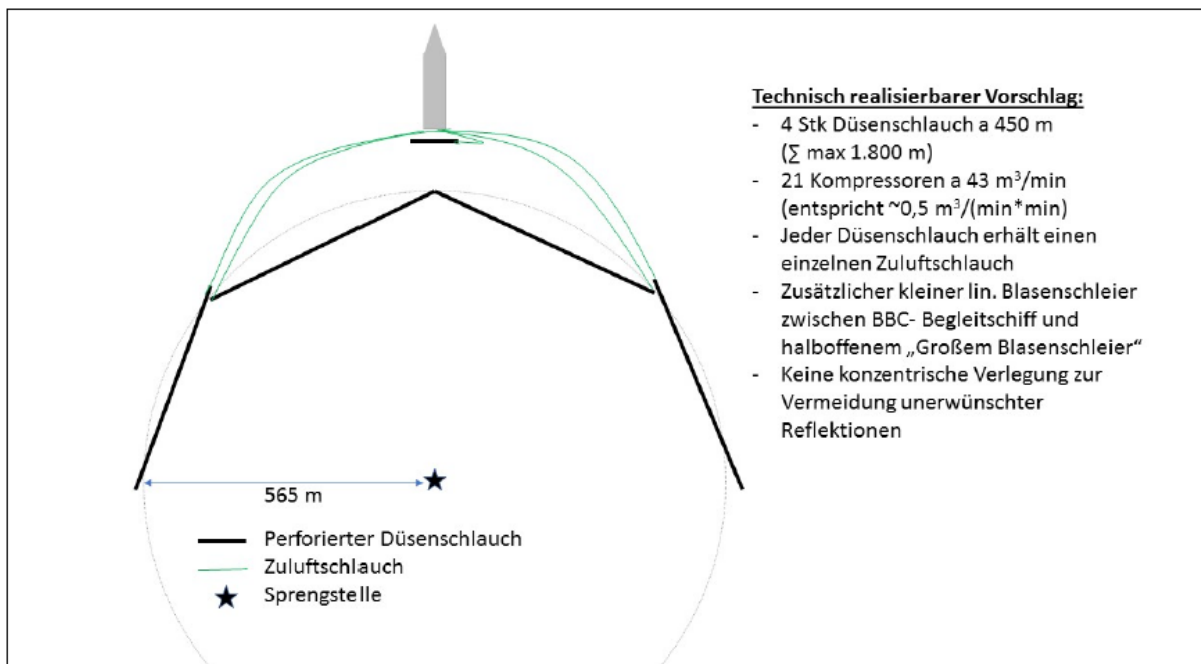 Technisch realisierbarer Vorschlag:
- 4 Stk Düsenschlauch a 450 m
(∑ max 1.800 m)
- 21 Kompressoren a 43 m³/min
(entspricht ~0,5 m³/(min*min)
- Jeder Düsenschlauch erhält einen
einzelnen Zuluftschlauch
- Zusätzlicher kleiner lin. Blasenschleier
zwischen BBC- Begleitschiff und
halboffenem „Großem Blasenschleier“
- Keine konzentrische Verlegung zur
Vermeidung unerwünschter
Reflektionen
565 m
Perforierter Düsenschlauch
Zuluftschlauch
Sprengstelle